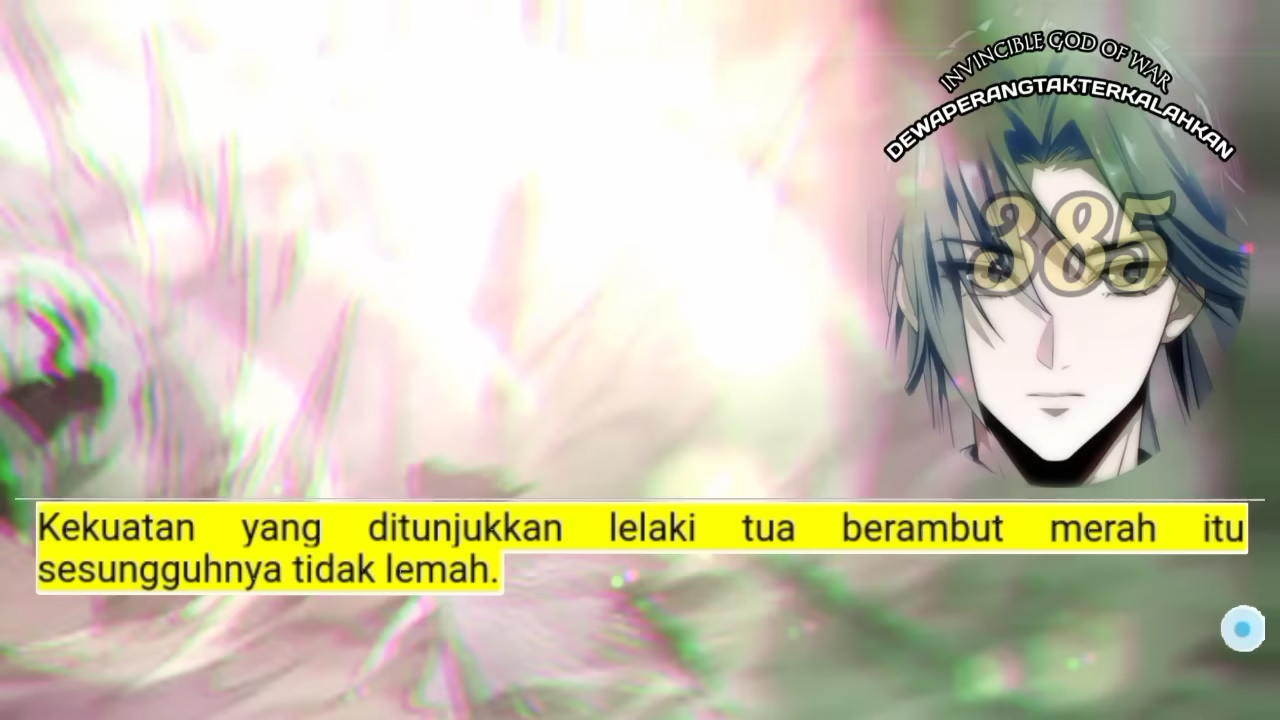 INVINCIBLE GOD OF WAR
DEWAPERANGTAKTERKALAHKAN
385
Kekuatan yang ditunjukkan lelaki tua berambut merah itu
sesungguhnya tidak lemah.